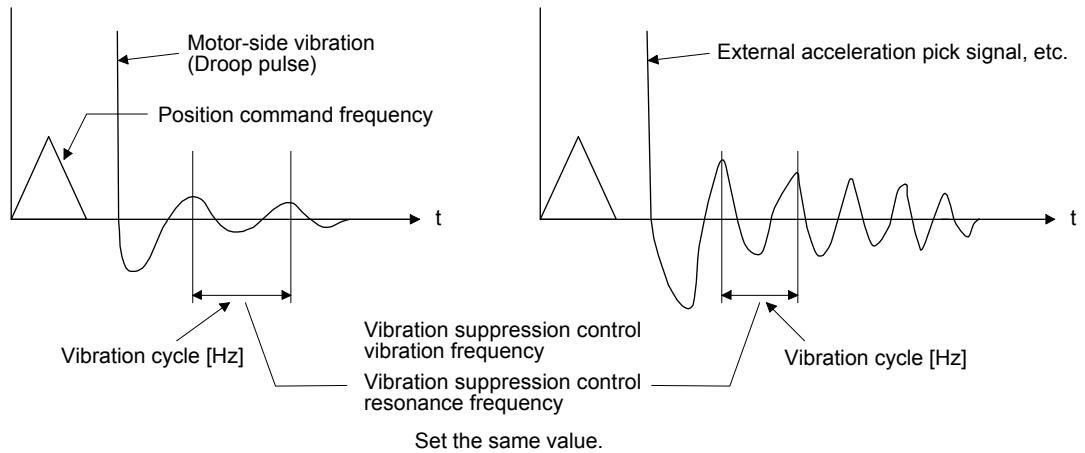 Motor-side vibration
(Droop pulse)
Position command frequency
t
Vibration cycle [Hz]
External acceleration pick signal, etc.
t
Vibration cycle [Hz]
Vibration suppression control
vibration frequency
Vibration suppression control
resonance frequency
Set the same value.